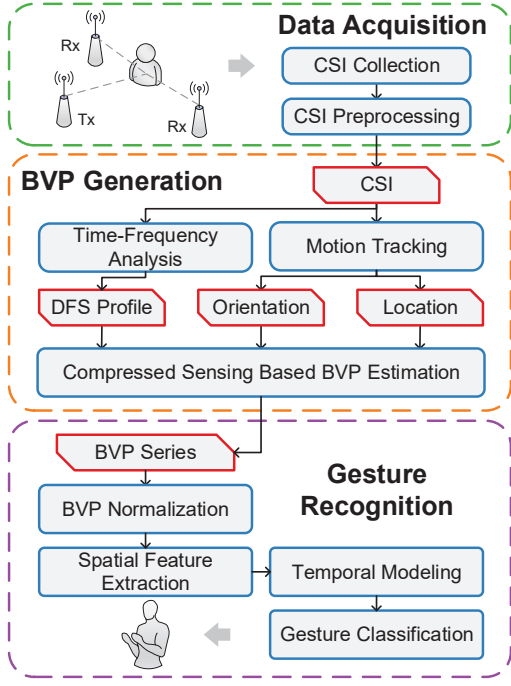 Data Acquisition
Rx
Tx
Rx
CSI Collection
CSI Preprocessing
BVP Generation
CSI
Time-Frequency
Analysis
Motion Tracking
DFS Profile
Orientation
Location
Compressed Sensing Based BVP Estimation
BVP Series
Gesture
Recognition
BVP Normalization
Spatial Feature
Extraction
Temporal Modeling
Gesture Classification